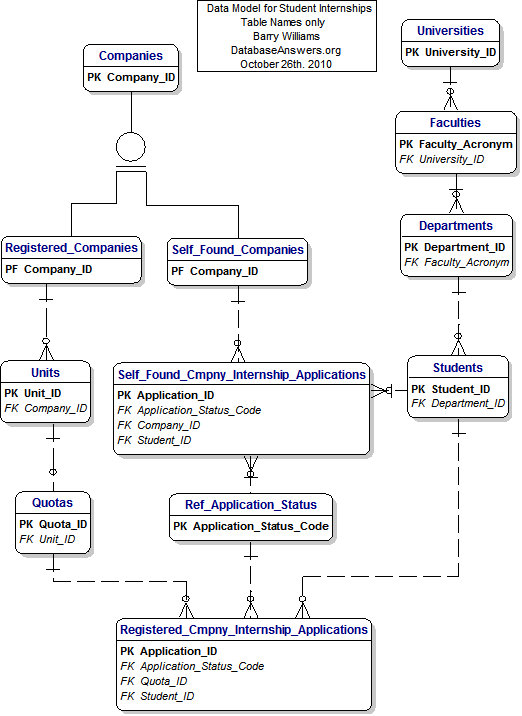 Data Model for Student Internships
Table Names only
Barry Williams
DatabaseAnswers.org
October 26th. 2010
Companies
PK Company_ID
Universities
PK University_ID
Faculties
PK Faculty_Acronym
FK University_ID
Registered_Companies
PF Company_ID
Self_Found_Companies
PF Company_ID
Departments
PK Department_ID
FK Faculty_Acronym
Units
PK Unit_ID
FK Company_ID
Self_Found_Cmpny_Internship_Applications
PK Application_ID
FK Application_Status_Code
FK Company_ID
FK Student_ID
Students
PK Student_ID
FK Department_ID
Quotas
PK Quota_ID
FK Unit_ID
Ref_Application_Status
PK Application_Status_Code
Registered_Cmpny_Internship_Applications
PK Application_ID
FK Application_Status_Code
FK Quota_ID
FK Student_ID